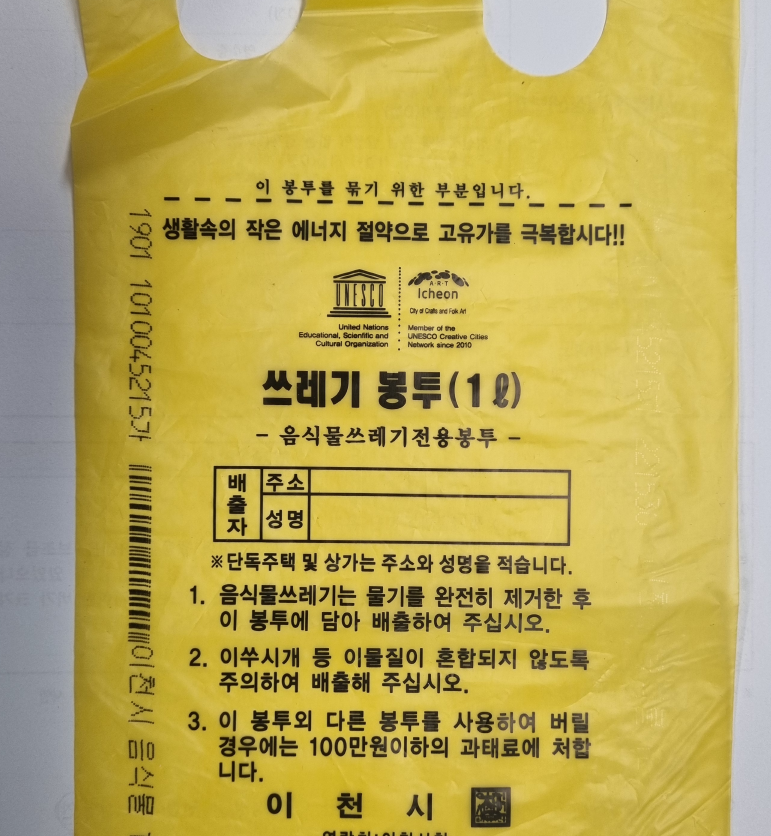 이 봉투를 묶기 위한 부분입니다.
생활속의 작은 에너지 절약으로 고유가를 극복합시다!!
UNESCO
United Nations
Educational, Scientific and
Cultural Organization
ART
Icheon
City of Crafts and Folk Art
Member of the
UNESCO Creative Cities
Network since 2010
쓰레기 봉투(1ℓ)
- 음식물쓰레기전용봉투 -
배출자
주소
성명
※단독주택 및 상가는 주소와 성명을 적습니다.
1. 음식물쓰레기는 물기를 완전히 제거한 후
이 봉투에 담아 배출하여 주십시오.
2. 이쑤시개 등 이물질이 혼합되지 않도록
주의하여 배출해 주십시오.
3. 이 봉투외 다른 봉투를 사용하여 버릴
경우에는 100만원이하의 과태료에 처합
니다.
이 천 시
1901 1010045215가
이천시 음식물